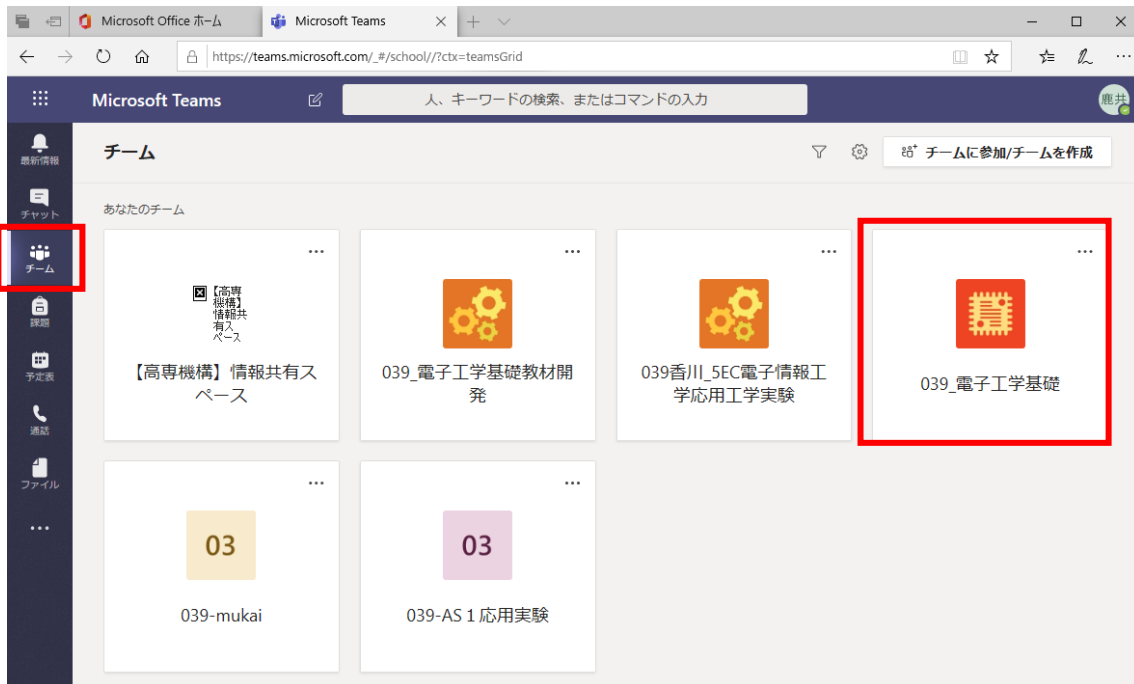 Microsoft Office ホーム
Microsoft Teams
https://teams.microsoft.com/_#/school//?ctx=teamsGrid
Microsoft Teams
人、キーワードの検索、またはコマンドの入力
鹿共
最新情報
チャット
チーム
課題
予定表
通話
ファイル
チーム
チームに参加/チームを作成
あなたのチーム
【高専
機構】
情報共
有ス
ペース
【高専機構】情報共有ス
ペース
039_電子工学基礎教材開
発
039香川_5EC電子情報工
学応用工学実験
039_電子工学基礎
03
039-mukai
03
039-AS１応用実験